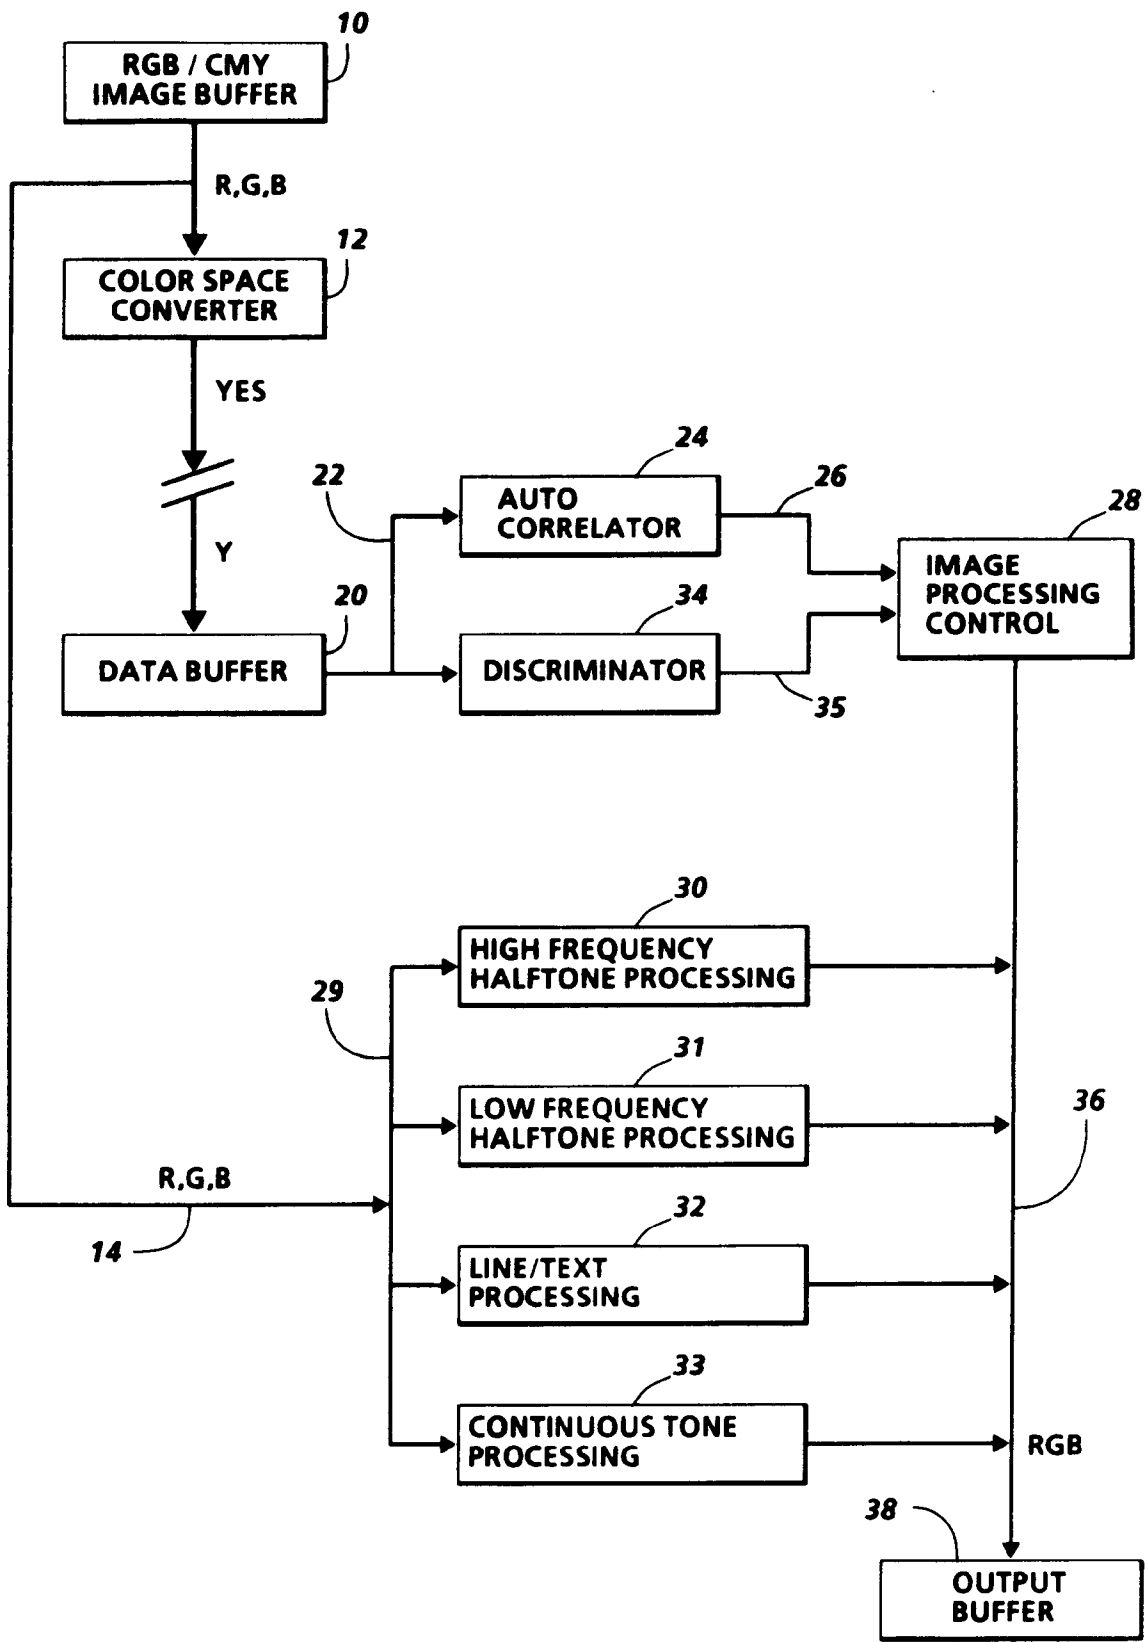 10
RGB / CMY
IMAGE BUFFER
R,G,B
12
COLOR SPACE
CONVERTER
YES
Y
20
DATA BUFFER
22
24
AUTO
CORRELATOR
26
34
DISCRIMINATOR
35
28
IMAGE
PROCESSING
CONTROL
30
HIGH FREQUENCY
HALFTONE PROCESSING
29
31
LOW FREQUENCY
HALFTONE PROCESSING
36
R,G,B
14
32
LINE/TEXT
PROCESSING
33
CONTINUOUS TONE
PROCESSING
RGB
38
OUTPUT
BUFFER